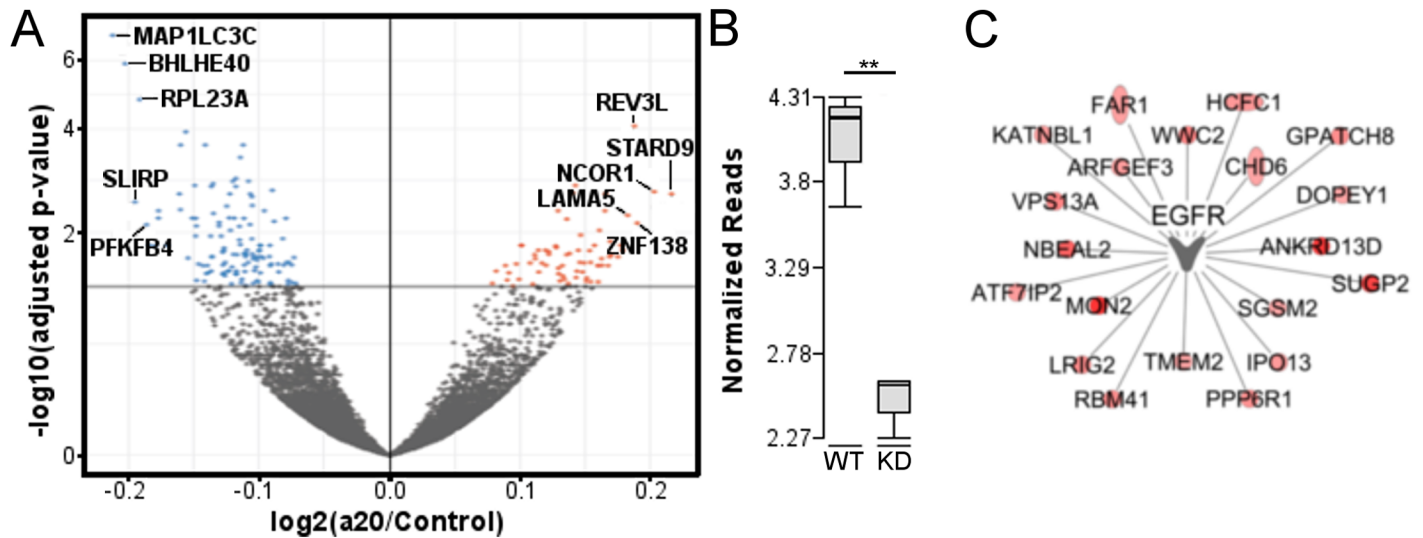 A
MAP1LC3C
BHLHE40
RPL23A
REV3L
STARD9
NCOR1
LAMA5
ZNF138
SLIRP
PFKFB4
6
4
2
0
-log10(adjusted p-value)
-0.2 -0.1 0.0 0.1 0.2
log2(a20/Control)
B
**
4.31
3.8
3.29
2.78
2.27
Normalized Reads
WT KD
C
FAR1 HCFC1
KATNBL1 WWC2 GPATCH8
ARFGEF3 CHD6
VPS13A DOPEY1
EGFR
NBEAL2 ANKRD13D
ATF7IP2 SUGP2
MON2 SGSM2
LRIG2 TMEM2 IPO13
RBM41 PPP6R1